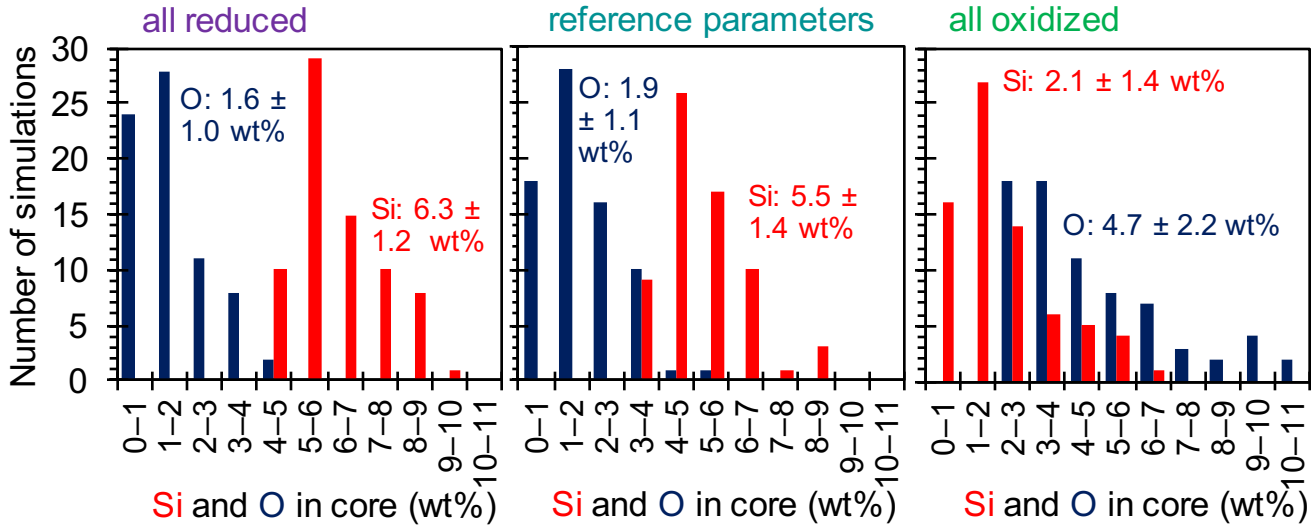 all reduced
reference parameters
all oxidized
Number of simulations
30
25
20
15
10
5
0
O: 1.6 ±
1.0 wt%
Si: 6.3 ±
1.2 wt%
O: 1.9
± 1.1
wt%
Si: 5.5 ±
1.4 wt%
Si: 2.1 ± 1.4 wt%
O: 4.7 ± 2.2 wt%
0–1
1–2
2–3
3–4
4–5
5–6
6–7
7–8
8–9
9–10
10–11
0–1
1–2
2–3
3–4
4–5
5–6
6–7
7–8
8–9
9–10
10–11
0–1
1–2
2–3
3–4
4–5
5–6
6–7
7–8
8–9
9–10
10–11
Si and O in core (wt%)
Si and O in core (wt%)
Si and O in core (wt%)